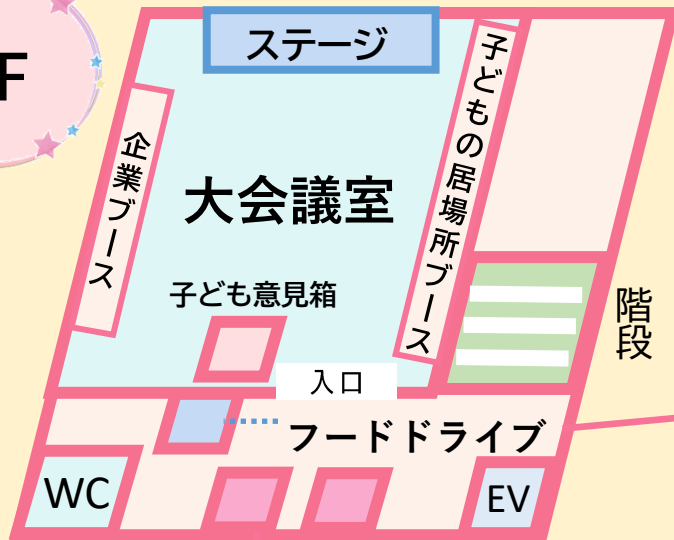 F
ステージ
子どもの居場所ブース
企業ブース
大会議室
子ども意見箱
階段
入口
フードドライブ
WC
EV